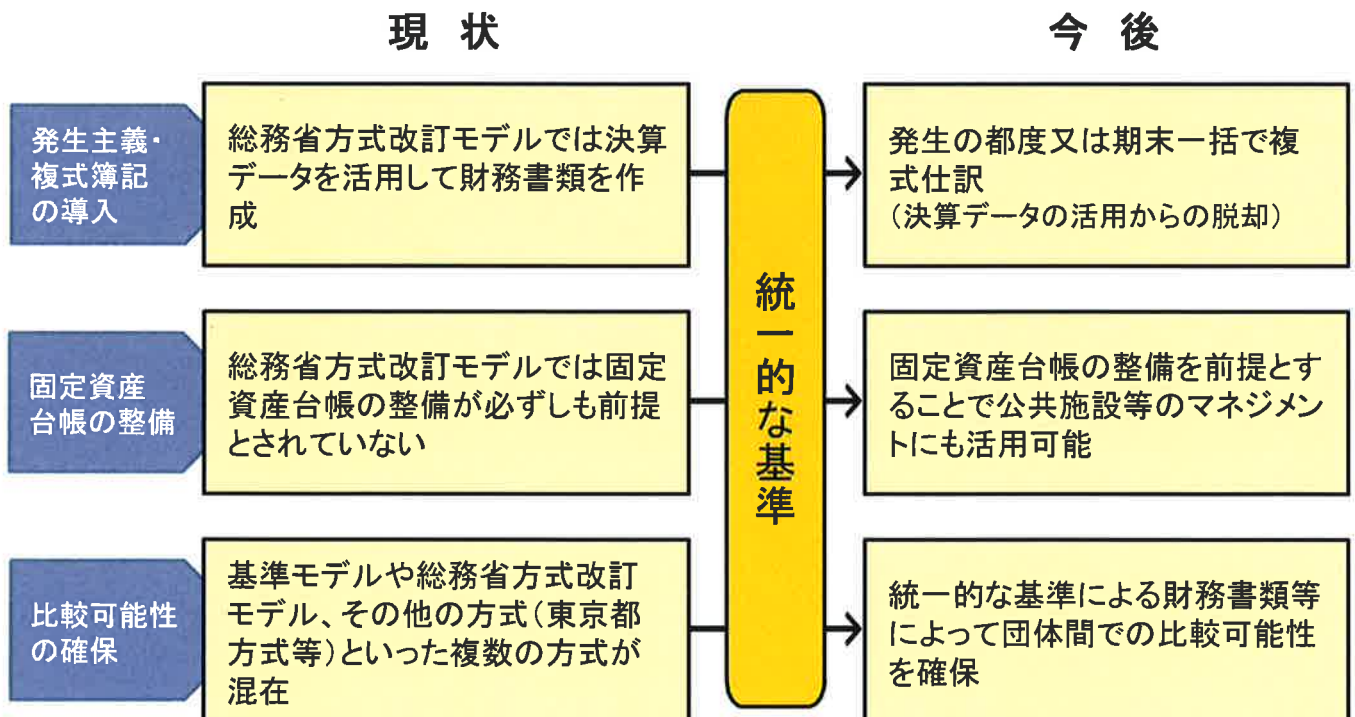 現 状
今 後
発生主義・
複式簿記
の導入
総務省方式改訂モデルでは決算
データを活用して財務書類を作
成
発生の都度又は期末一括で複
式仕訳
（決算データの活用からの脱却）
統一的な基準
固定資産
台帳の整備
総務省方式改訂モデルでは固定
資産台帳の整備が必ずしも前提
とされていない
固定資産台帳の整備を前提とす
ることで公共施設等のマネジメン
トにも活用可能
比較可能性
の確保
基準モデルや総務省方式改訂
モデル、その他の方式（東京都
方式等）といった複数の方式が
混在
統一的な基準による財務書類等
によって団体間での比較可能性
を確保